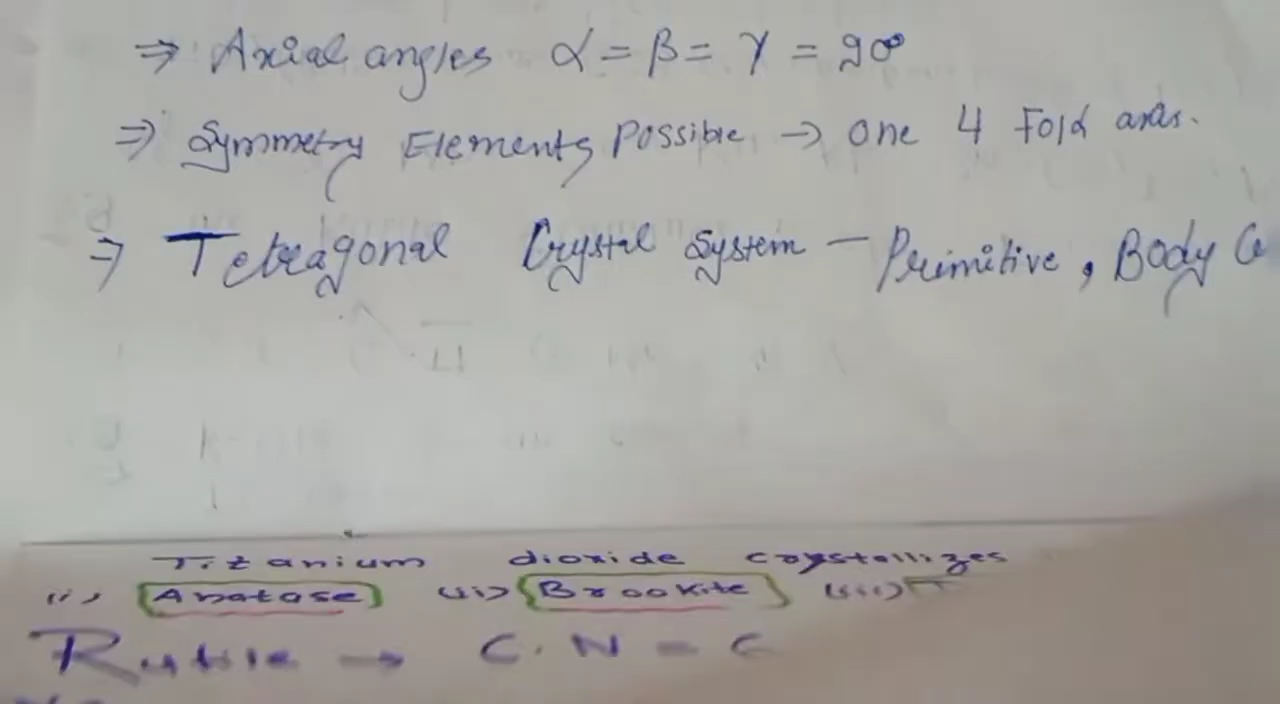 ⇒ Axial angles α = β = γ = 90°
⇒ Symmetry Elements Possible → One 4 Fold axis.
⇒ Tetragonal Crystal System — Primitive, Body
Titanium dioxide crystallizes
(i) Anatase (ii) Brookite (iii)
Rutile → C.N =